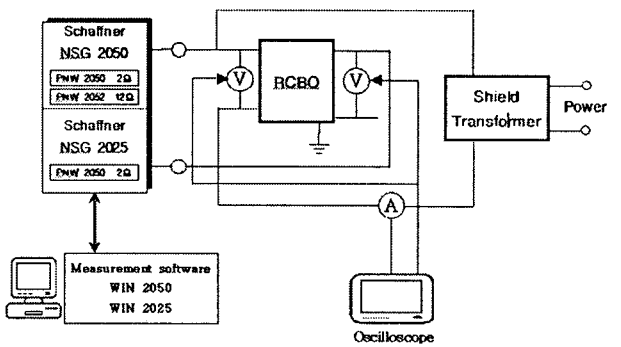 Schaffner
NSG 2050
PNW 2050 2Ω
PNW 2052 12Ω
Schaffner
NSG 2025
PNW 2050 2Ω
V
RCBO
V
Shield
Transformer
Power
A
Measurement software
WIN 2050
WIN 2025
Oscilloscope